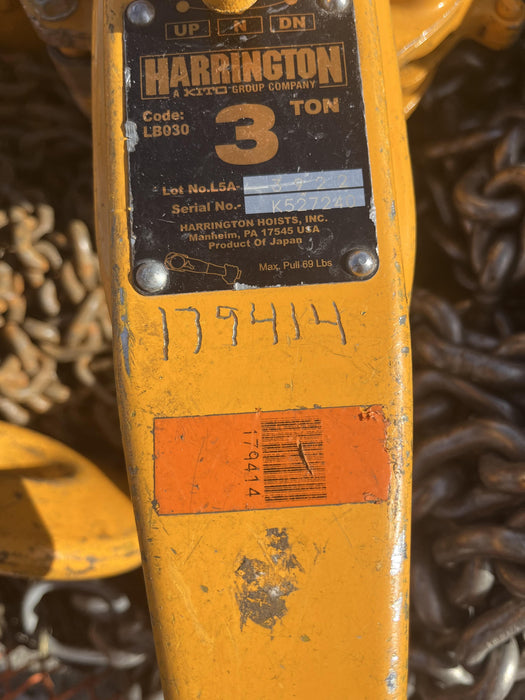 UP N DN
HARRINGTON
A KITO GROUP COMPANY
Code:
LB030
3 TON
Lot No.L5A-
Serial No.- K527240
HARRINGTON HOISTS, INC.
Manheim, PA 17545 USA
Product Of Japan
Max. Pull 69 Lbs
179414
179414